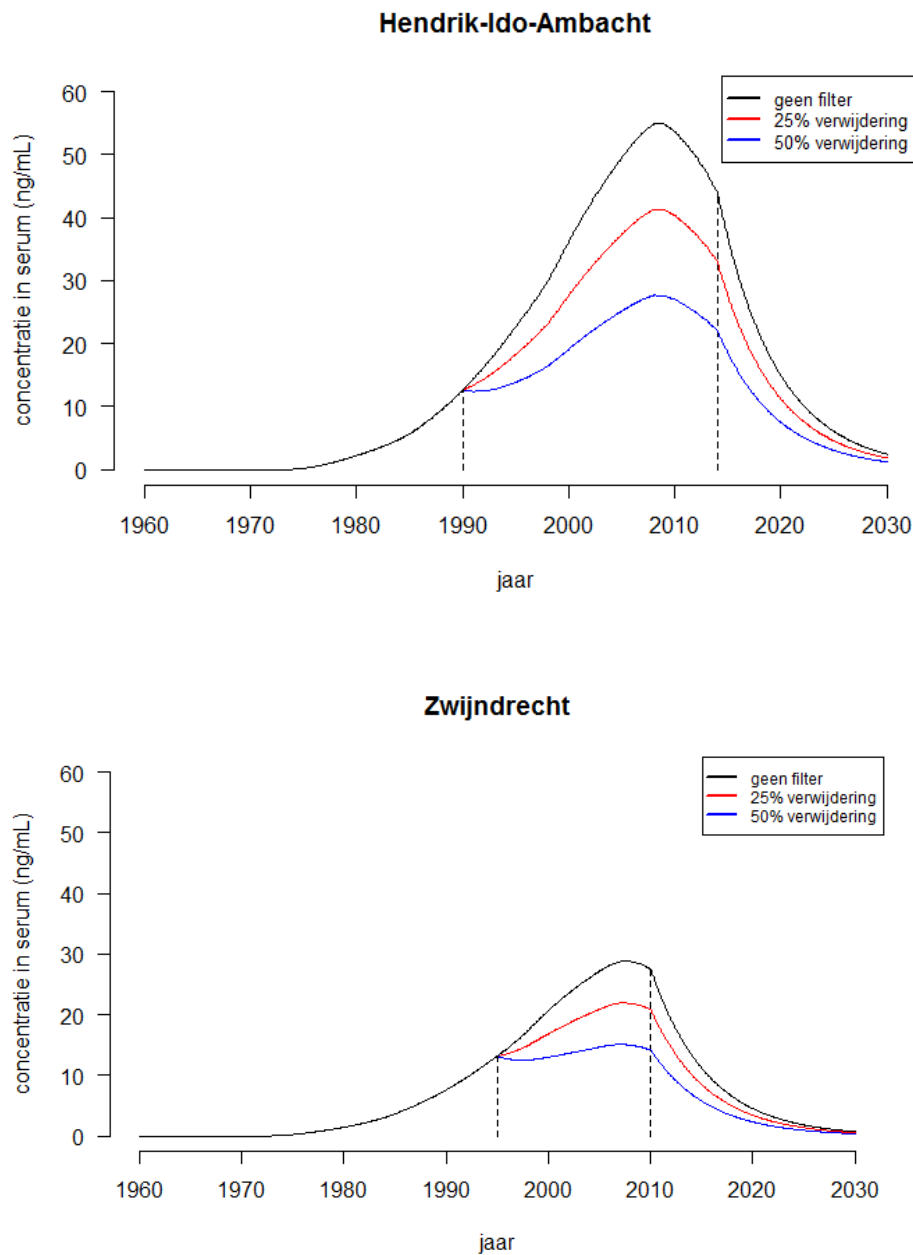 Hendrik-Ido-Ambacht
geen filter
25% verwijdering
50% verwijdering
concentratie in serum (ng/mL)
60
50
40
30
20
10
0
1960 1970 1980 1990 2000 2010 2020 2030
jaar
Zwijndrecht
geen filter
25% verwijdering
50% verwijdering
concentratie in serum (ng/mL)
60
50
40
30
20
10
0
1960 1970 1980 1990 2000 2010 2020 2030
jaar